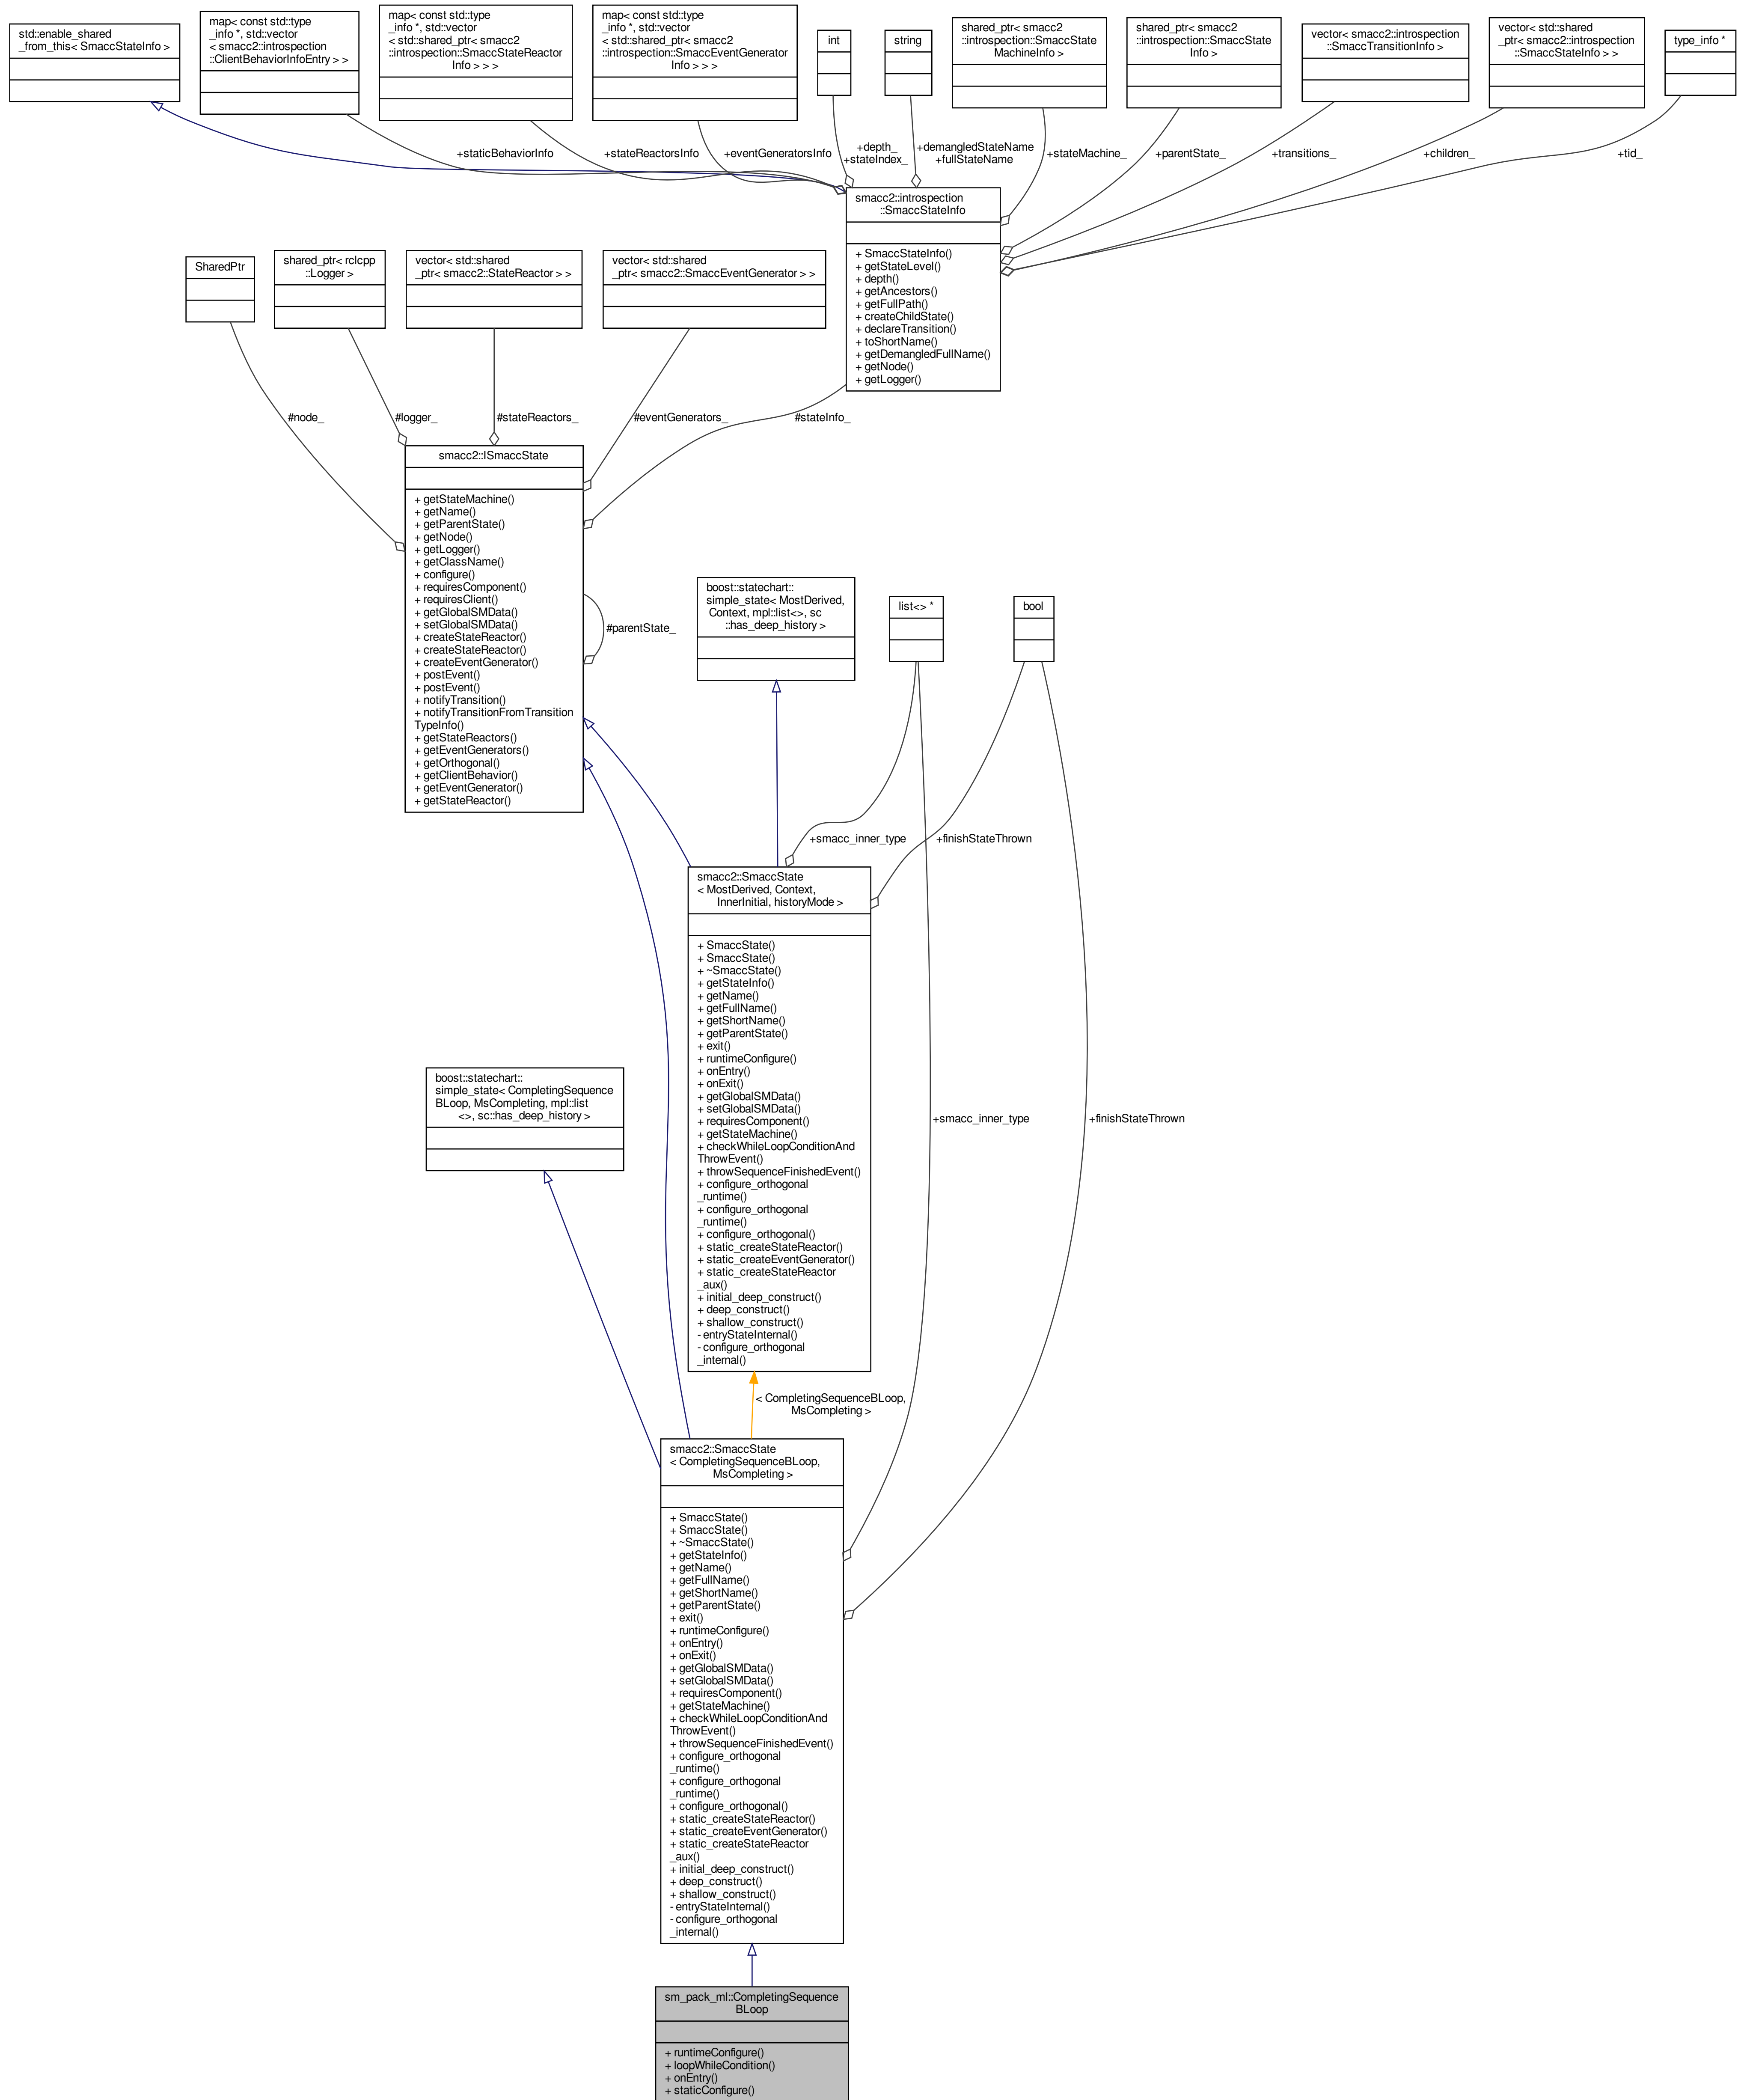 std::enable_shared
_from_this< SmaccStateInfo >
map< const std::type
_info *, std::vector
< smacc2::introspection
::ClientBehaviorInfoEntry > >
map< const std::type
_info *, std::vector
< std::shared_ptr< smacc2
::introspection::SmaccStateReactor
Info > > >
map< const std::type
_info *, std::vector
< std::shared_ptr< smacc2
::introspection::SmaccEventGenerator
Info > > >
int
string
shared_ptr< smacc2
::introspection::SmaccState
MachineInfo >
shared_ptr< smacc2
::introspection::SmaccState
Info >
vector< smacc2::introspection
::SmaccTransitionInfo >
vector< std::shared
_ptr< smacc2::introspection
::SmaccStateInfo > >
type_info *
+staticBehaviorInfo
+stateReactorsInfo
+eventGeneratorsInfo
+depth_
+stateIndex_
+demangledStateName
+fullStateName
+stateMachine_
+parentState_
+transitions_
+children_
+tid_
smacc2::introspection
::SmaccStateInfo
+ SmaccStateInfo()
+ getStateLevel()
+ depth()
+ getAncestors()
+ getFullPath()
+ createChildState()
+ declareTransition()
+ toShortName()
+ getDemangledFullName()
+ getNode()
+ getLogger()
SharedPtr
shared_ptr< rclcpp
::Logger >
vector< std::shared
_ptr< smacc2::StateReactor > >
vector< std::shared
_ptr< smacc2::SmaccEventGenerator > >
#node_
#logger_
#stateReactors_
#eventGenerators_
#stateInfo_
smacc2::ISmaccState
+ getStateMachine()
+ getName()
+ getParentState()
+ getNode()
+ getLogger()
+ getClassName()
+ configure()
+ requiresComponent()
+ requiresClient()
+ getGlobalSMData()
+ setGlobalSMData()
+ createStateReactor()
+ createStateReactor()
+ createEventGenerator()
+ postEvent()
+ postEvent()
+ notifyTransition()
+ notifyTransitionFromTransition
TypeInfo()
+ getStateReactors()
+ getEventGenerators()
+ getOrthogonal()
+ getClientBehavior()
+ getEventGenerator()
+ getStateReactor()
#parentState_
boost::statechart::
simple_state< MostDerived,
Context, mpl::list<>, sc
::has_deep_history >
list<> *
bool
+smacc_inner_type
+finishStateThrown
smacc2::SmaccState
< MostDerived, Context,
InnerInitial, historyMode >
+ SmaccState()
+ SmaccState()
+ ~SmaccState()
+ getStateInfo()
+ getName()
+ getFullName()
+ getShortName()
+ getParentState()
+ exit()
+ runtimeConfigure()
+ onEntry()
+ onExit()
+ getGlobalSMData()
+ setGlobalSMData()
+ requiresComponent()
+ getStateMachine()
+ checkWhileLoopConditionAnd
ThrowEvent()
+ throwSequenceFinishedEvent()
+ configure_orthogonal
_runtime()
+ configure_orthogonal
_runtime()
+ configure_orthogonal()
+ static_createStateReactor()
+ static_createEventGenerator()
+ static_createStateReactor
_aux()
+ initial_deep_construct()
+ deep_construct()
+ shallow_construct()
- entryStateInternal()
- configure_orthogonal
_internal()
boost::statechart::
simple_state< CompletingSequence
BLoop, MsCompleting, mpl::list
<>, sc::has_deep_history >
+smacc_inner_type
+finishStateThrown
< CompletingSequenceBLoop,
MsCompleting >
smacc2::SmaccState
< CompletingSequenceBLoop,
MsCompleting >
+ SmaccState()
+ SmaccState()
+ ~SmaccState()
+ getStateInfo()
+ getName()
+ getFullName()
+ getShortName()
+ getParentState()
+ exit()
+ runtimeConfigure()
+ onEntry()
+ onExit()
+ getGlobalSMData()
+ setGlobalSMData()
+ requiresComponent()
+ getStateMachine()
+ checkWhileLoopConditionAnd
ThrowEvent()
+ throwSequenceFinishedEvent()
+ configure_orthogonal
_runtime()
+ configure_orthogonal
_runtime()
+ configure_orthogonal()
+ static_createStateReactor()
+ static_createEventGenerator()
+ static_createStateReactor
_aux()
+ initial_deep_construct()
+ deep_construct()
+ shallow_construct()
- entryStateInternal()
- configure_orthogonal
_internal()
sm_pack_ml::CompletingSequence
BLoop
+ runtimeConfigure()
+ loopWhileCondition()
+ onEntry()
+ staticConfigure()